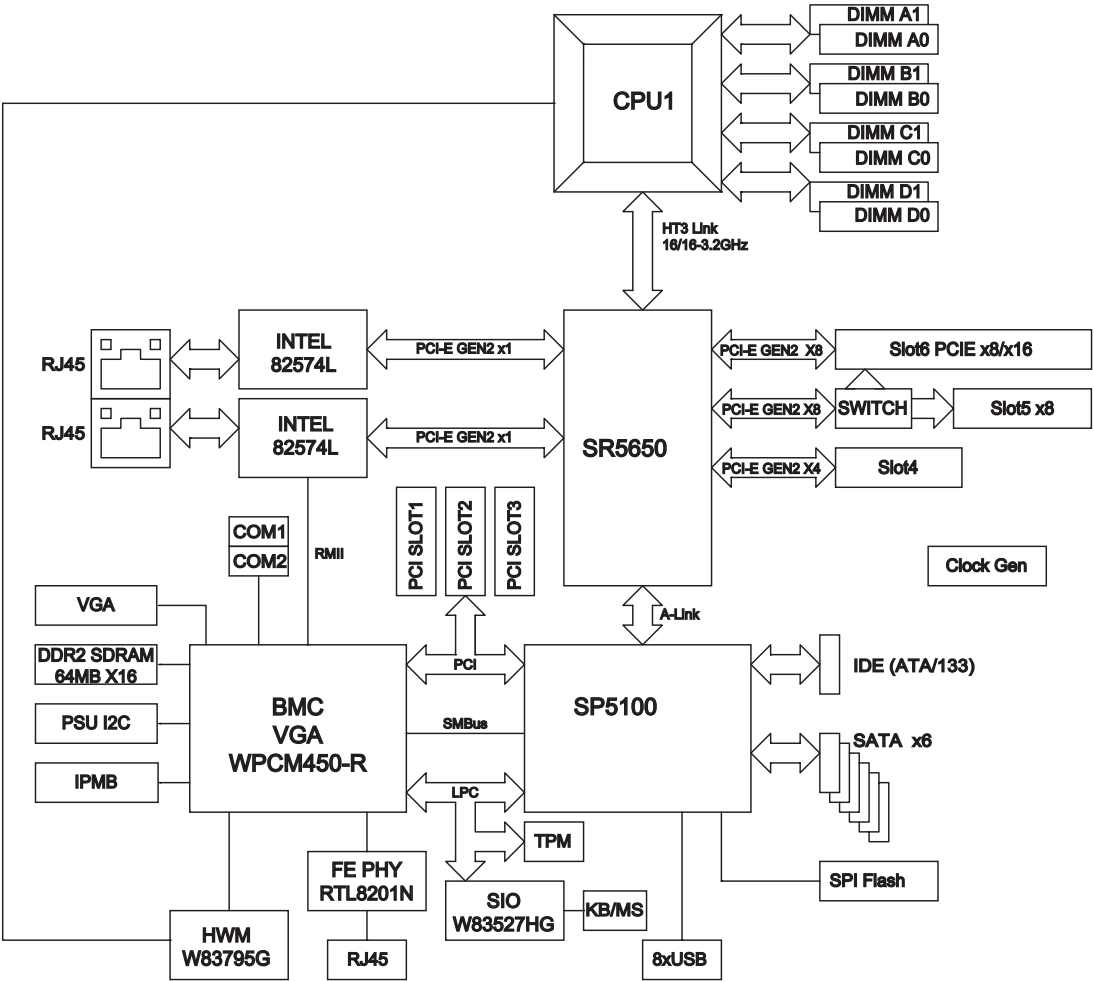 DIMM A1
DIMM A0
DIMM B1
DIMM B0
DIMM C1
DIMM C0
DIMM D1
DIMM D0
CPU1
HT3 Link
16/16-3.2GHz
RJ45
INTEL
82574L
PCI-E GEN2 x1
RJ45
INTEL
82574L
PCI-E GEN2 x1
SR5650
PCI-E GEN2 X8
Slot6 PCIE x8/x16
PCI-E GEN2 X8
SWITCH
Slot5 x8
PCI-E GEN2 X4
Slot4
PCI SLOT1
PCI SLOT2
PCI SLOT3
COM1
COM2
RMII
Clock Gen
A-Link
VGA
DDR2 SDRAM
64MB X16
PSU I2C
IPMB
BMC
VGA
WPCM450-R
PCI
SMBus
LPC
SP5100
IDE (ATA/133)
SATA x6
TPM
FE PHY
RTL8201N
SIO
W83527HG
KB/MS
SPI Flash
HWM
W83795G
RJ45
8xUSB